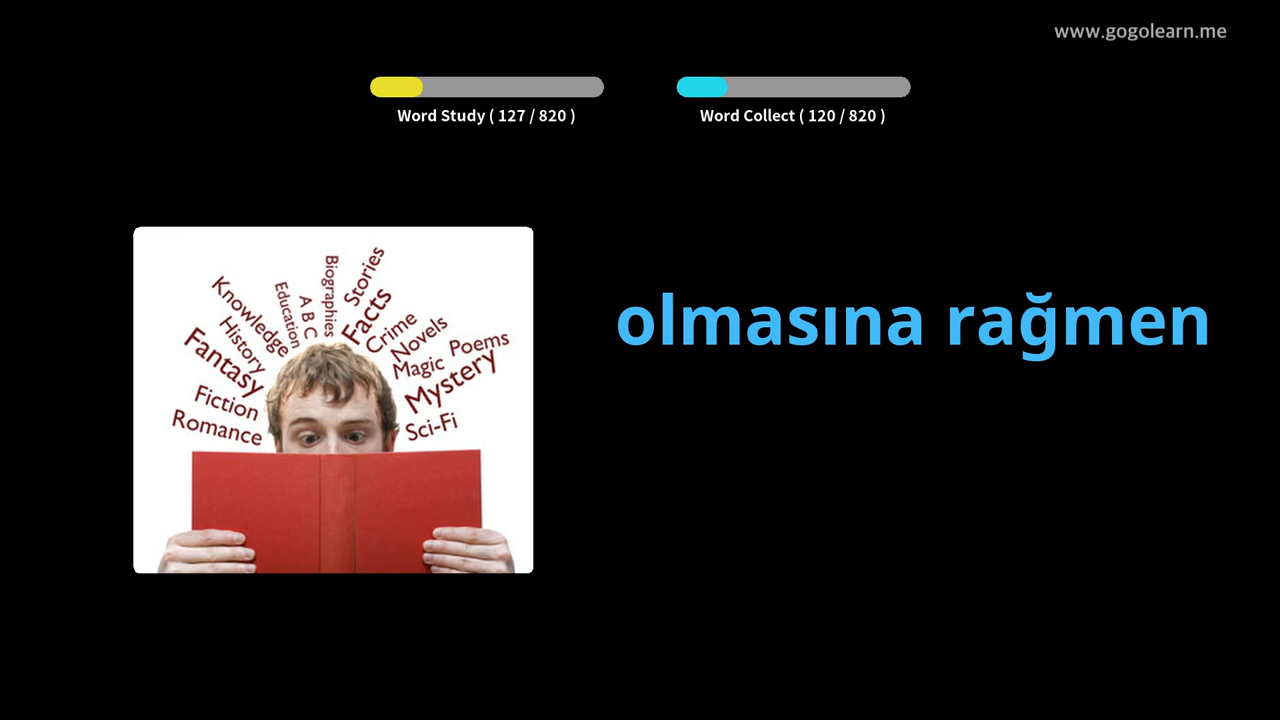 www.gogolearn.me
Word Study ( 127 / 820 )
Word Collect ( 120 / 820 )
olmasına rağmen
Knowledge
History
Fantasy
Fiction
Romance
Education
A B C
Biographies
Stories
Facts
Crime
Novels
Magic
Poems
Mystery
Sci-Fi